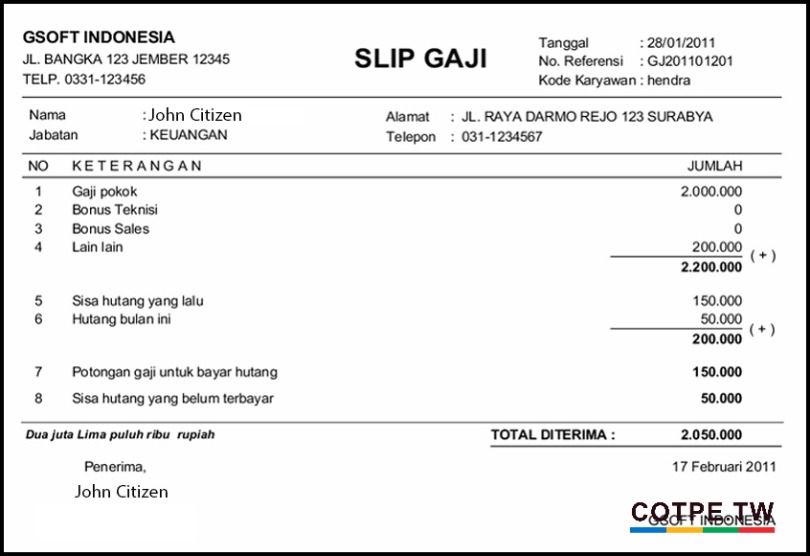 GSOFT INDONESIA
JL. BANGKA 123 JEMBER 12345
TELP. 0331-123456
SLIP GAJI
Tanggal : 28/01/2011
No. Referensi : GJ201101201
Kode Karyawan : hendra
Nama : John Citizen
Jabatan : KEUANGAN
Alamat : JL. RAYA DARMO REJO 123 SURABYA
Telepon : 031-1234567
NO KETERANGAN JUMLAH
1 Gaji pokok 2.000.000
2 Bonus Teknisi 0
3 Bonus Sales 0
4 Lain lain 200.000
( + )
2.200.000
5 Sisa hutang yang lalu 150.000
6 Hutang bulan ini 50.000
( + )
200.000
7 Potongan gaji untuk bayar hutang 150.000
8 Sisa hutang yang belum terbayar 50.000
Dua juta Lima puluh ribu rupiah TOTAL DITERIMA : 2.050.000
Penerima, 17 Februari 2011
John Citizen
COTPE.TW
GSOFT INDONESIA